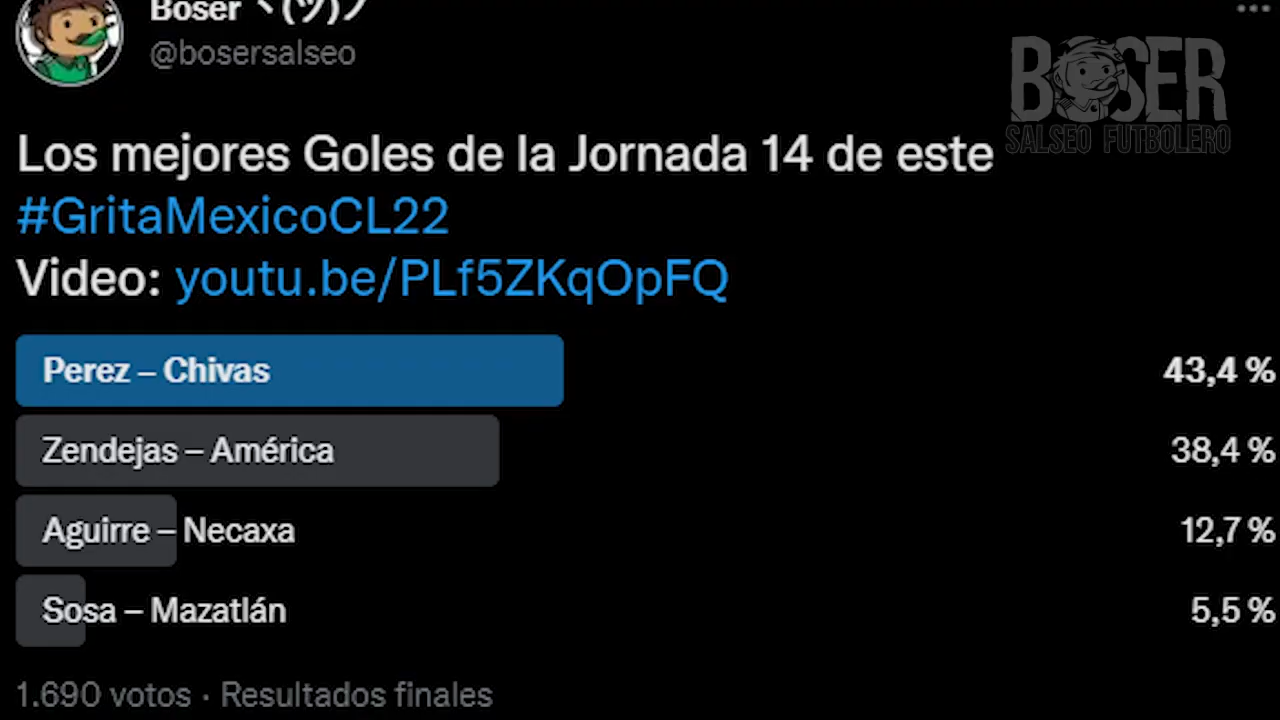 Boser ヽ(ツ)ノ
@bosersalseo
BOSER
SALSEO FUTBOLERO
Los mejores Goles de la Jornada 14 de este
#GritaMexicoCL22
Video: youtu.be/PLf5ZKqOpFQ
Perez – Chivas 43,4 %
Zendejas – América 38,4 %
Aguirre – Necaxa 12,7 %
Sosa – Mazatlán 5,5 %
1.690 votos · Resultados finales